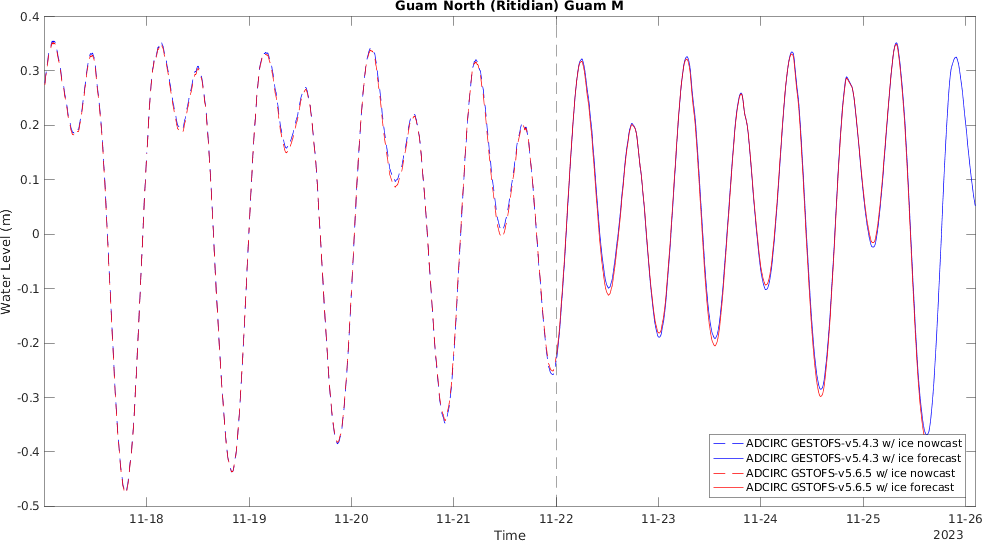 Guam North (Ritidian) Guam M
0.4
0.3
0.2
0.1
0
-0.1
-0.2
-0.3
-0.4
-0.5
Water Level (m)
ADCIRC GESTOFS-v5.4.3 w/ ice nowcast
ADCIRC GESTOFS-v5.4.3 w/ ice forecast
ADCIRC GSTOFS-v5.6.5 w/ ice nowcast
ADCIRC GSTOFS-v5.6.5 w/ ice forecast
11-18 11-19 11-20 11-21 11-22 11-23 11-24 11-25 11-26
Time
2023